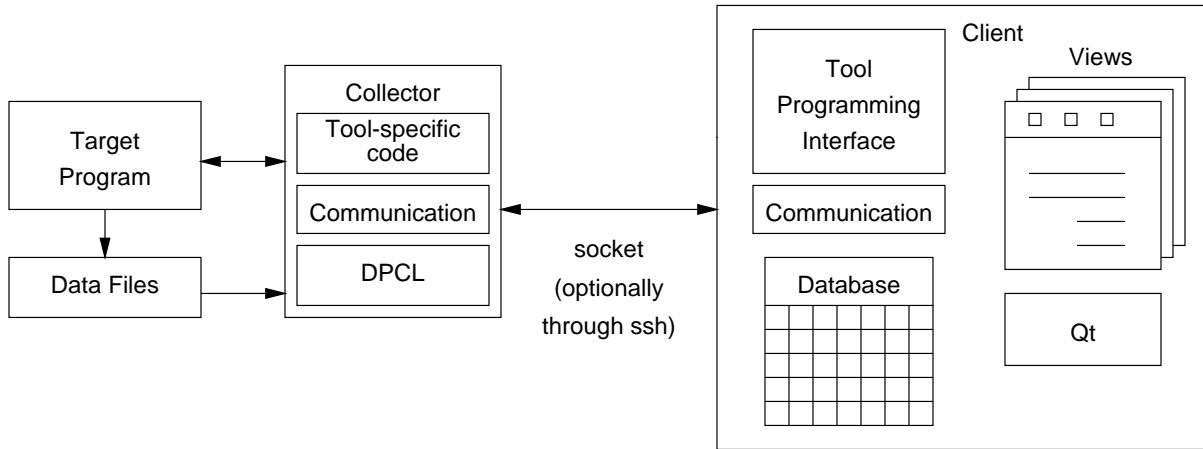 Target
Program
Data Files
Collector
Tool-specific
code
Communication
DPCL
socket
(optionally
through ssh)
Client
Tool
Programming
Interface
Communication
Database
Views
Qt